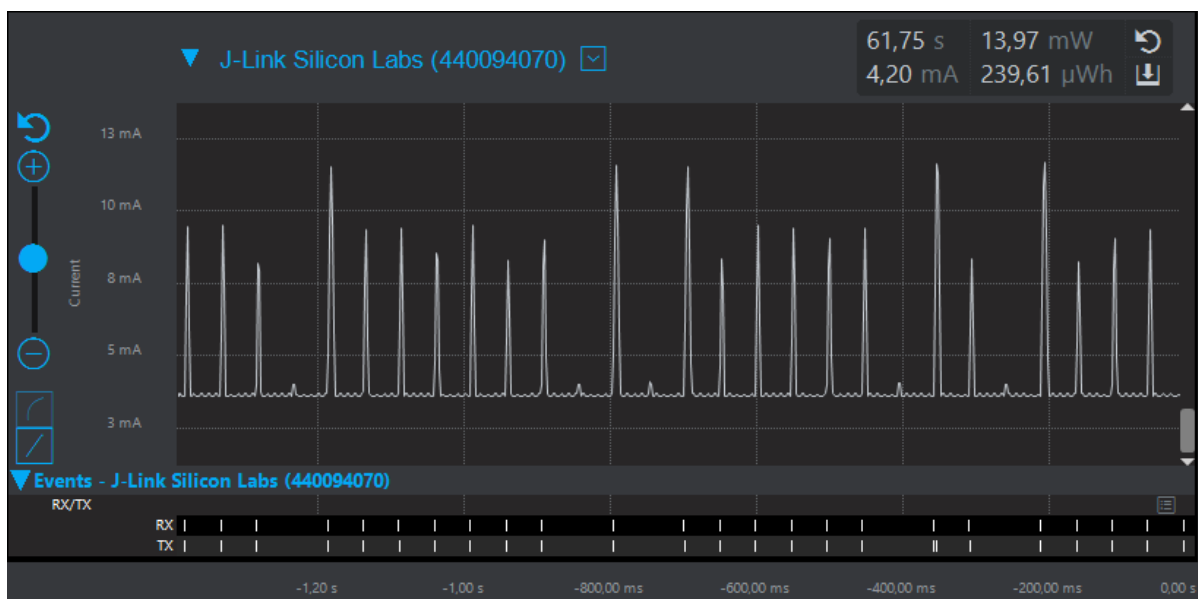 J-Link Silicon Labs (440094070)
61,75 s 13,97 mW
4,20 mA 239,61 µWh
13 mA
10 mA
8 mA
5 mA
3 mA
Current
Events - J-Link Silicon Labs (440094070)
RX/TX
RX
TX
-1,20 s -1,00 s -800,00 ms -600,00 ms -400,00 ms -200,00 ms 0,00 s